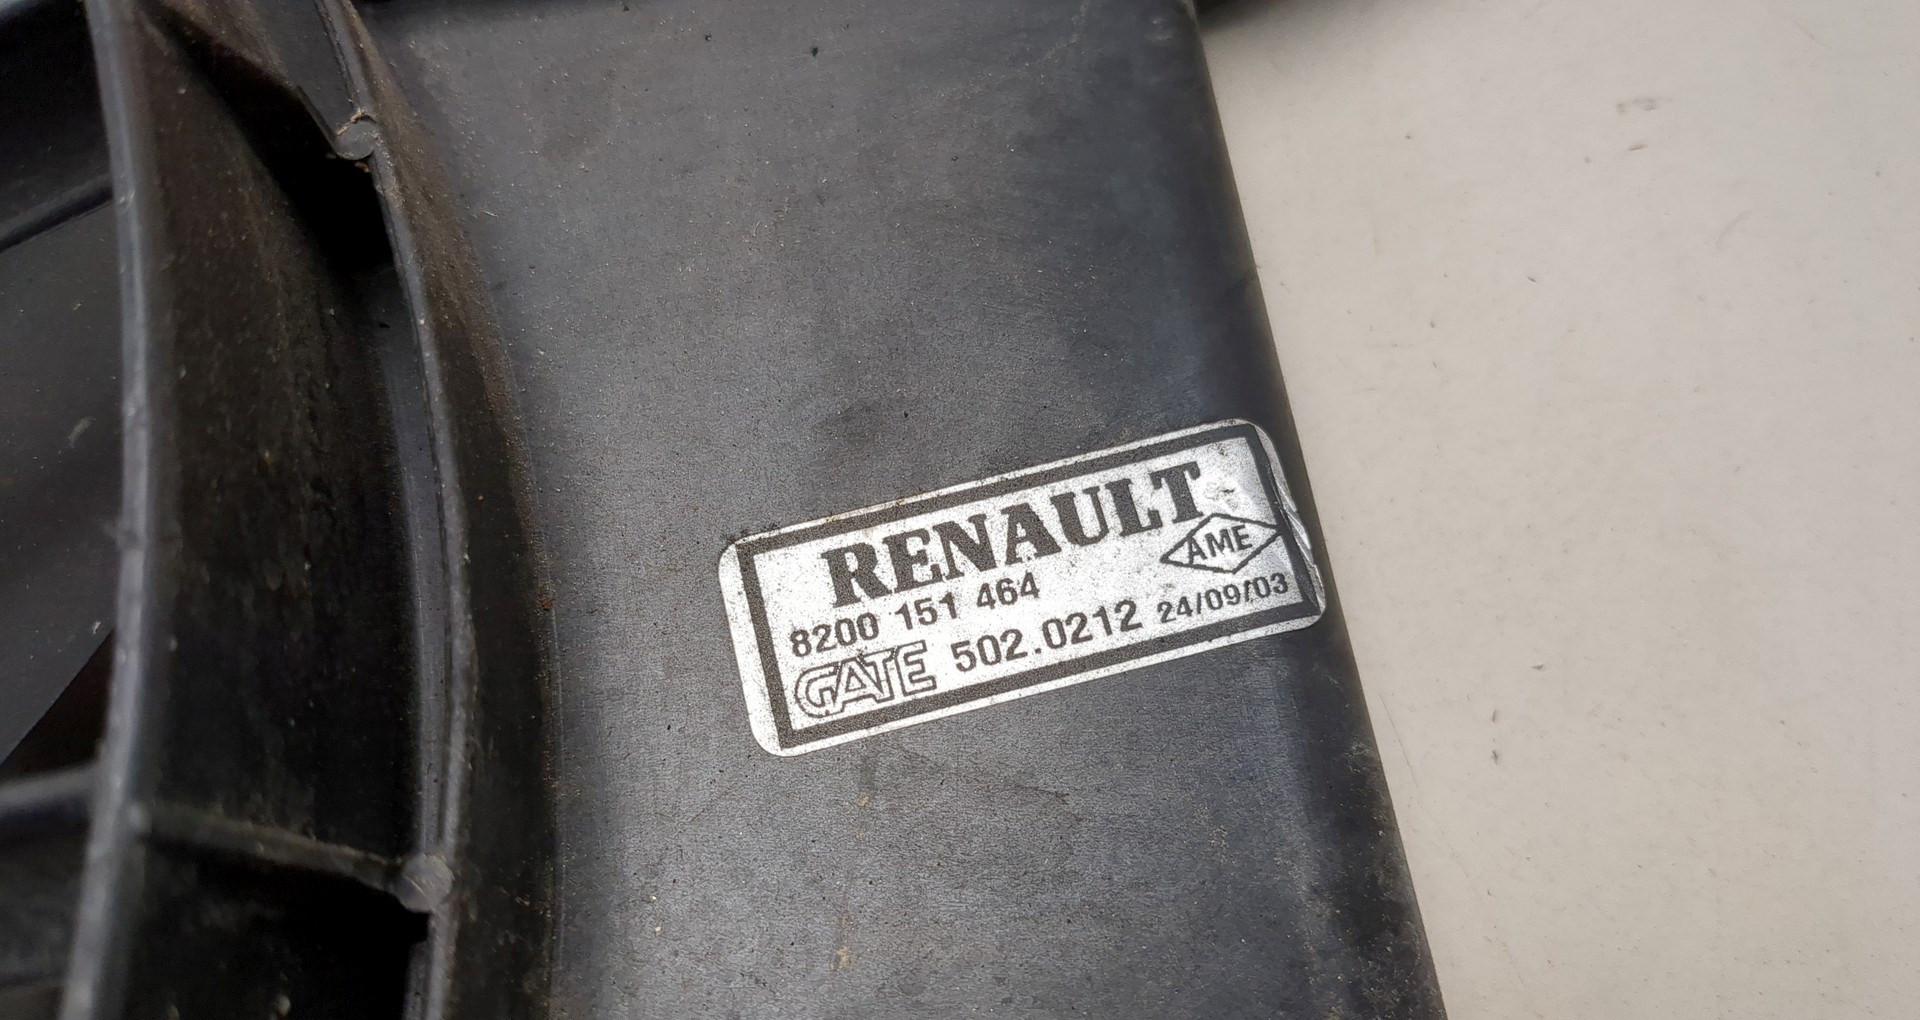 RENAULT
AME
8200 151 464
GATE 502.0212 24/09/03